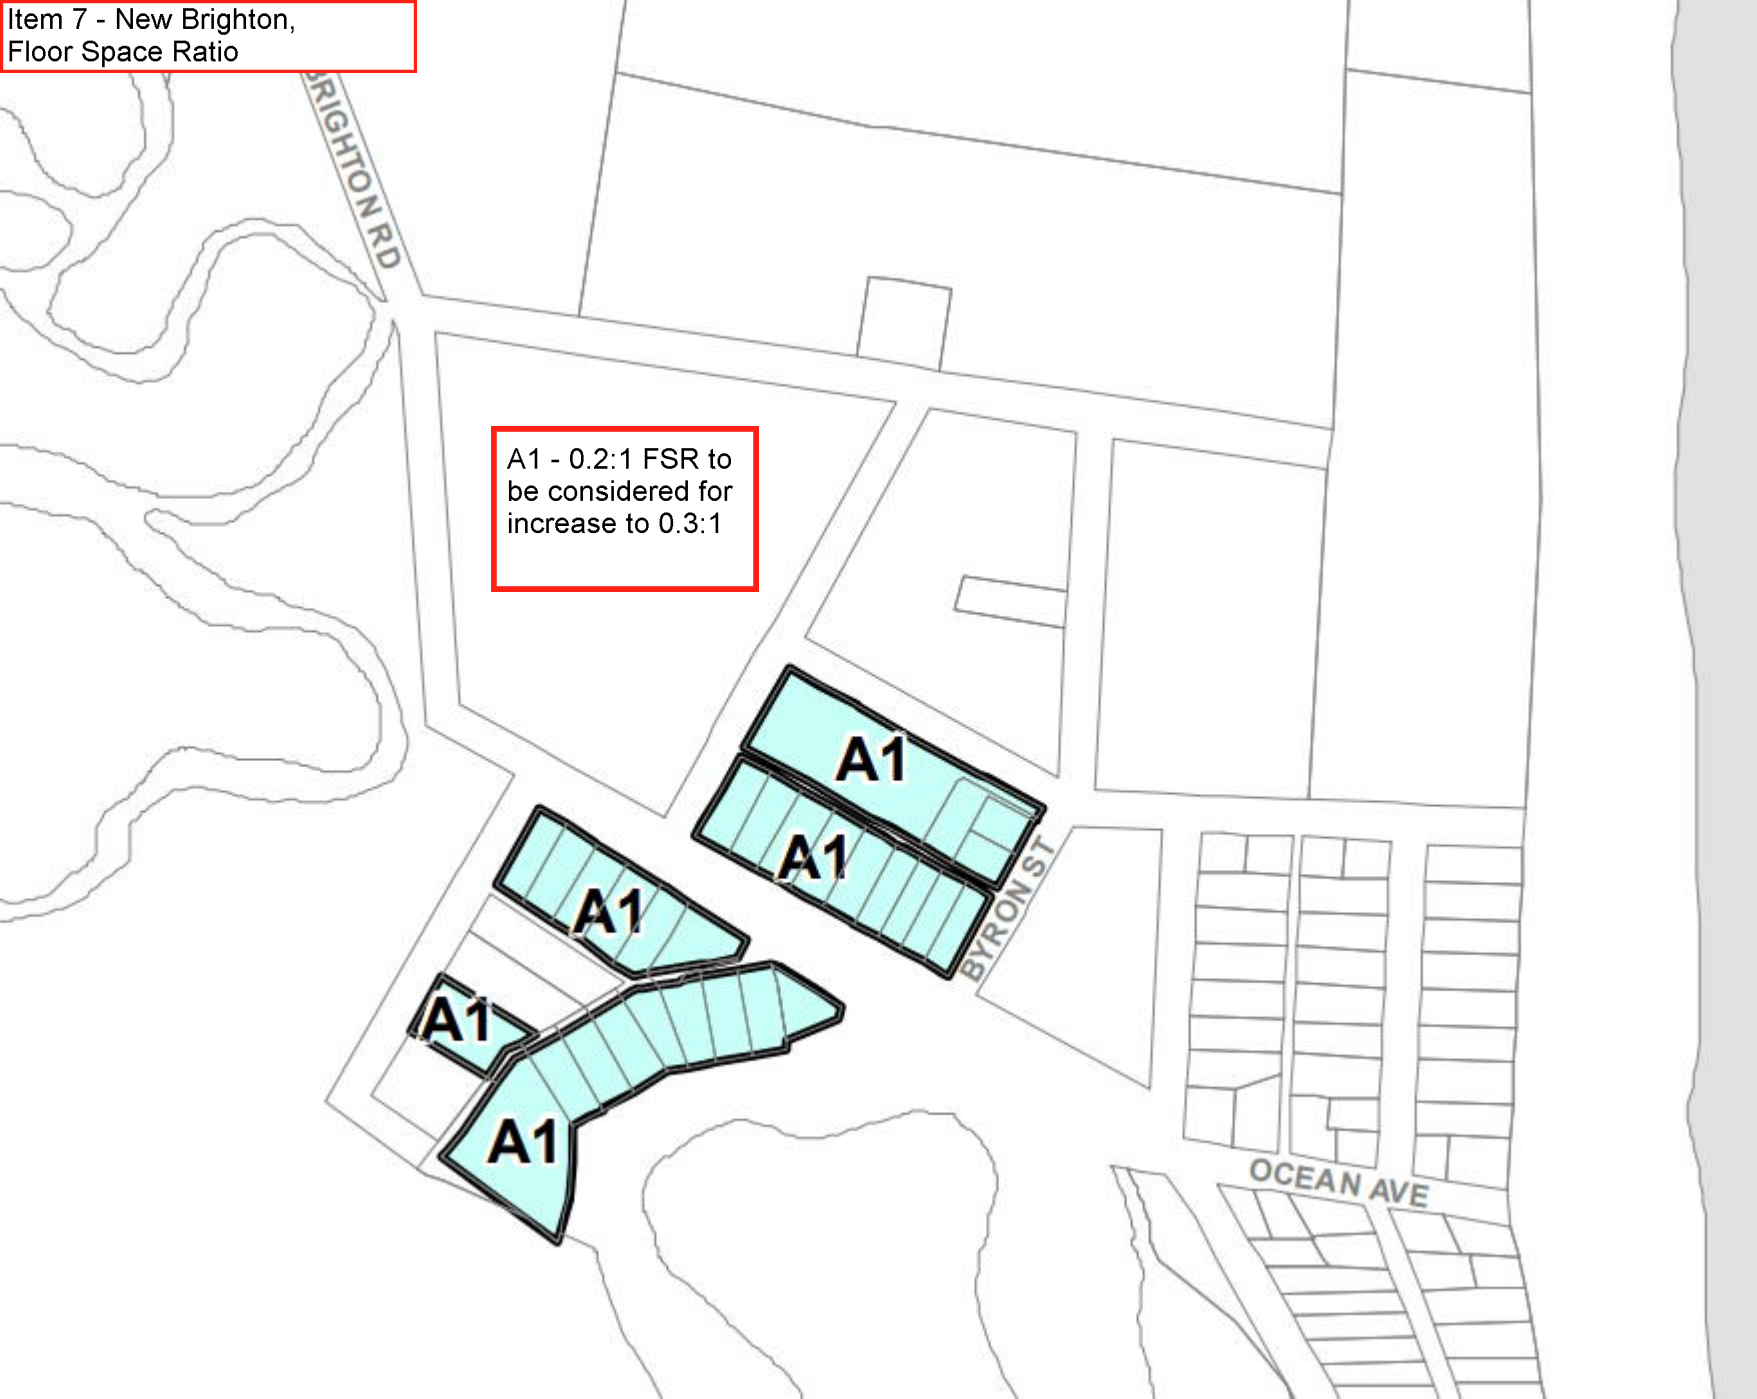 Item 7 - New Brighton,
Floor Space Ratio
BRIGHTON RD
A1 - 0.2:1 FSR to
be considered for
increase to 0.3:1
A1
A1
A1
A1
A1
BYRON ST
OCEAN AVE